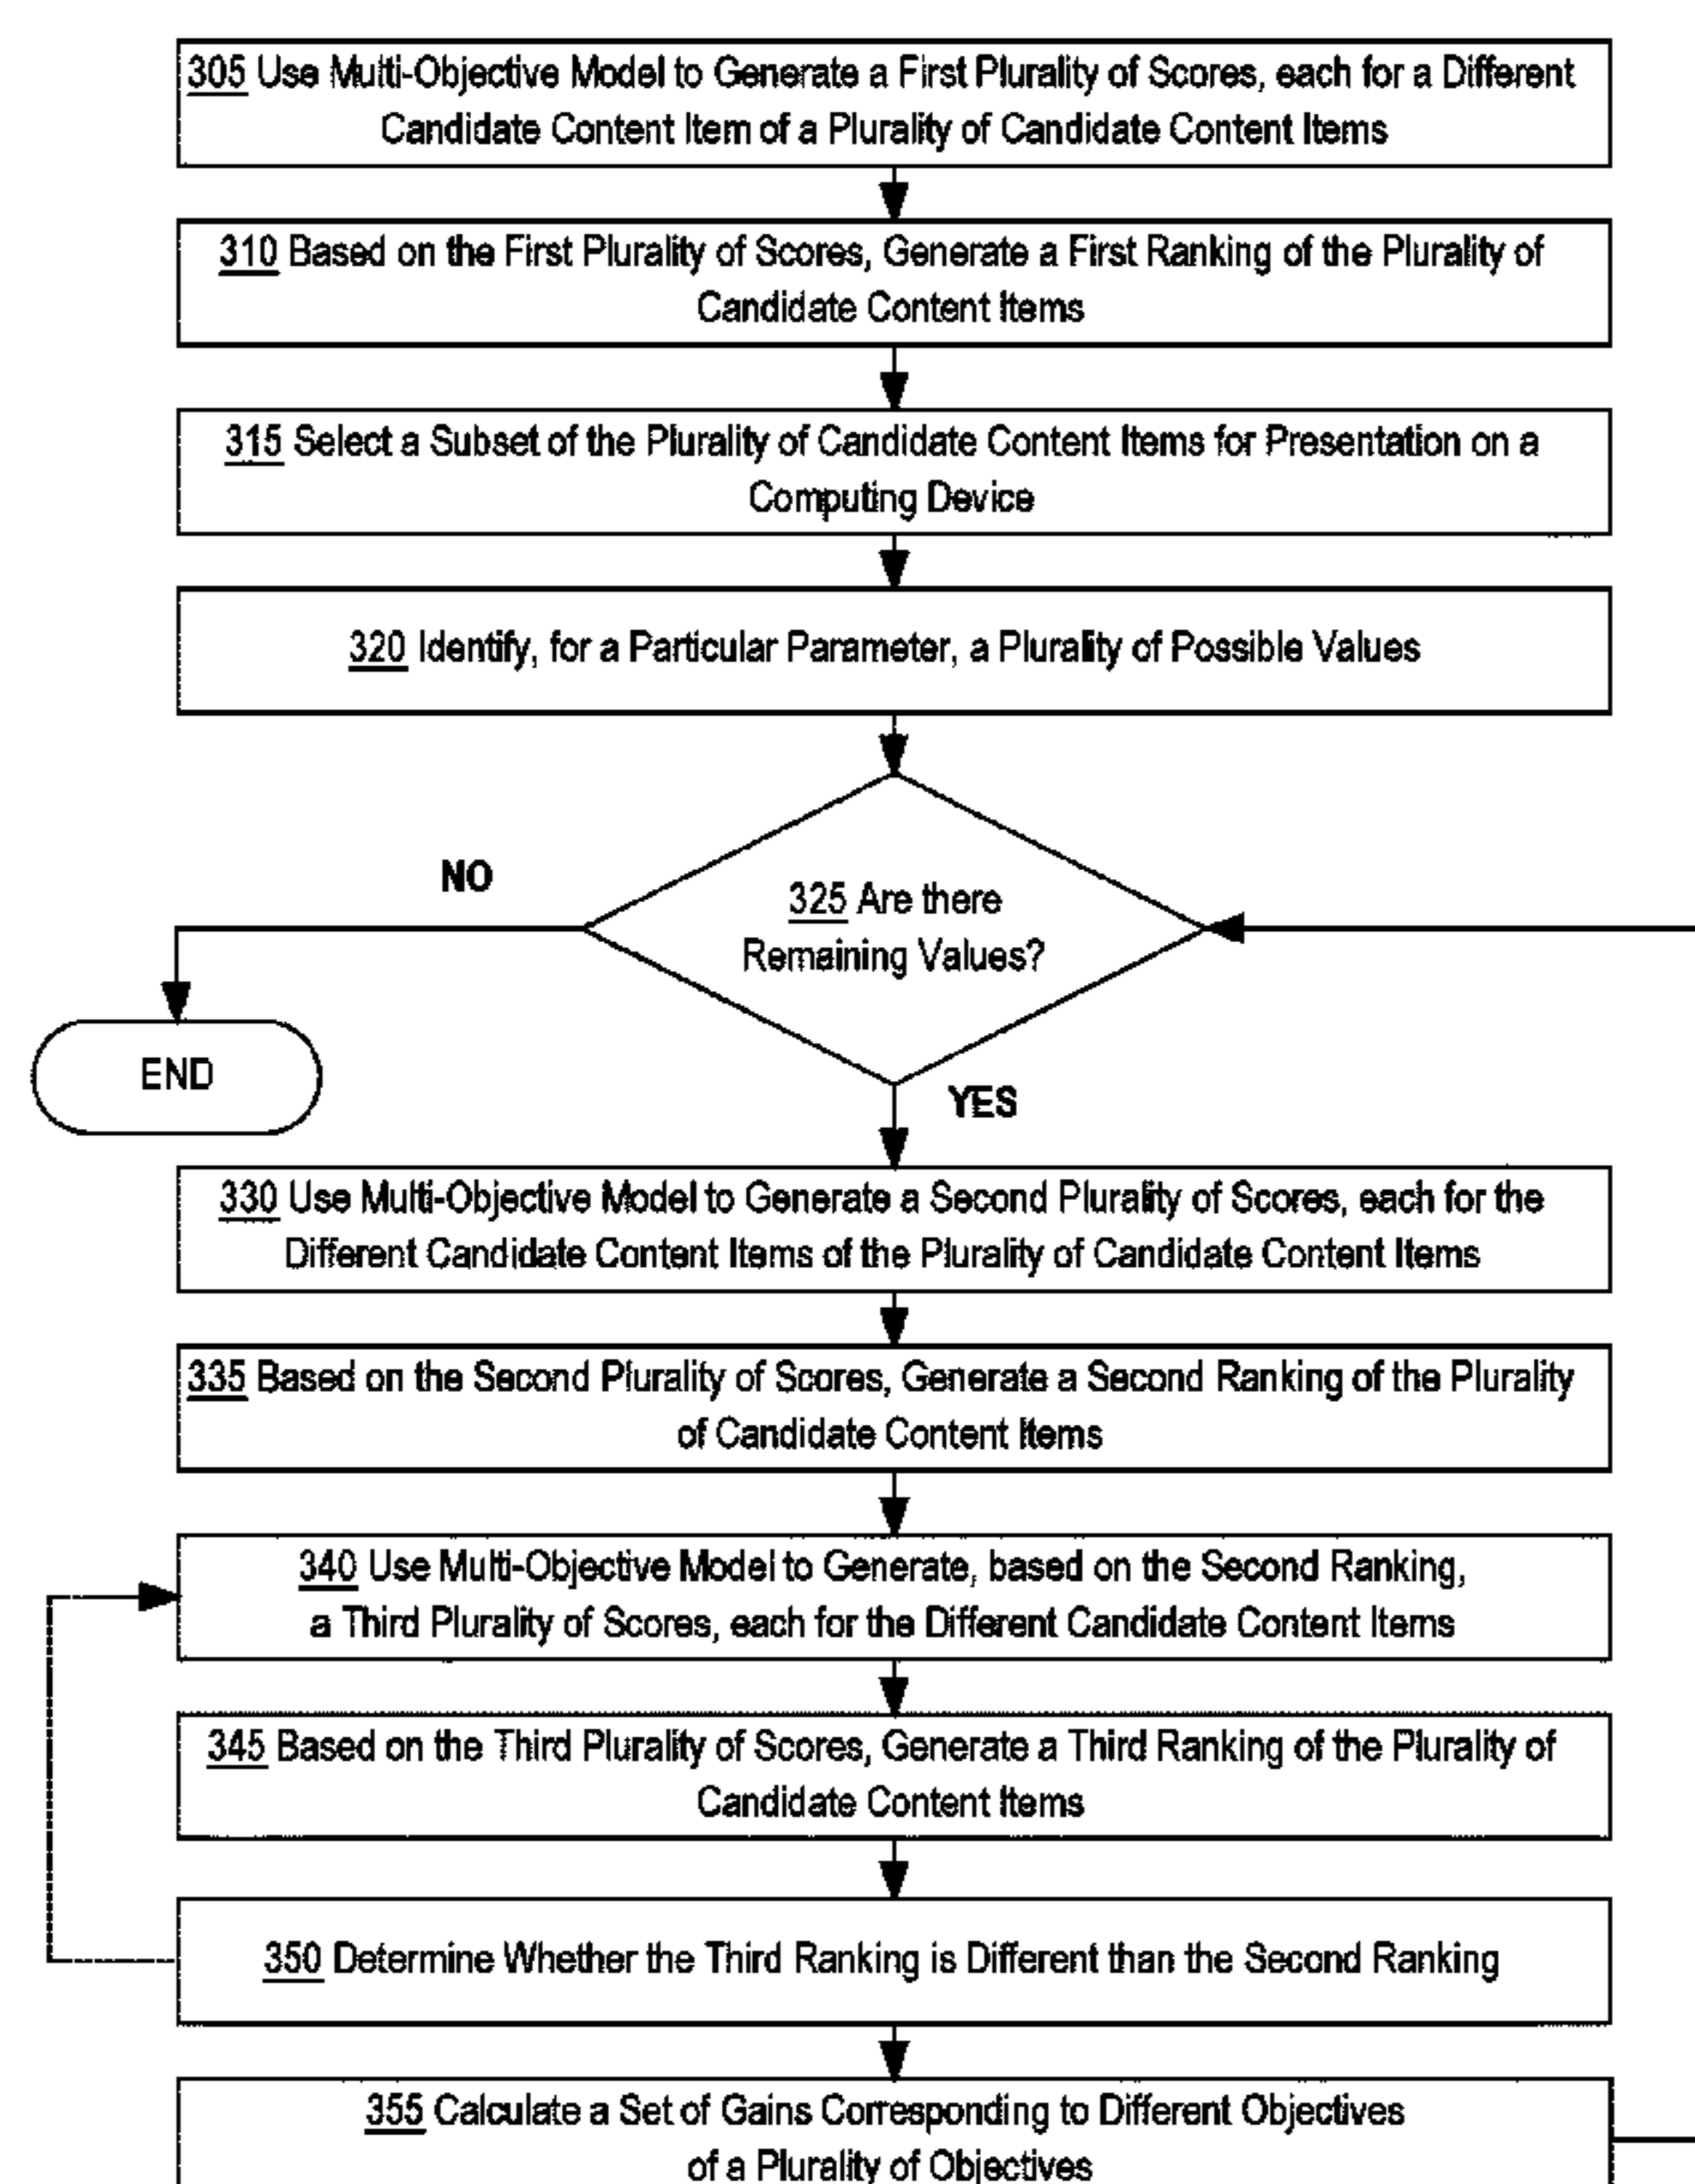 305 Use Multi-Objective Model to Generate a First Plurality of Scores, each for a Different
Candidate Content Item of a Plurality of Candidate Content Items
310 Based on the First Plurality of Scores, Generate a First Ranking of the Plurality of
Candidate Content Items
315 Select a Subset of the Plurality of Candidate Content Items for Presentation on a
Computing Device
320 Identify, for a Particular Parameter, a Plurality of Possible Values
NO
325 Are there
Remaining Values?
END
YES
330 Use Multi-Objective Model to Generate a Second Plurality of Scores, each for the
Different Candidate Content Items of the Plurality of Candidate Content Items
335 Based on the Second Plurality of Scores, Generate a Second Ranking of the Plurality
of Candidate Content Items
340 Use Multi-Objective Model to Generate, based on the Second Ranking,
a Third Plurality of Scores, each for the Different Candidate Content Items
345 Based on the Third Plurality of Scores, Generate a Third Ranking of the Plurality of
Candidate Content Items
350 Determine Whether the Third Ranking is Different than the Second Ranking
355 Calculate a Set of Gains Corresponding to Different Objectives
of a Plurality of Objectives